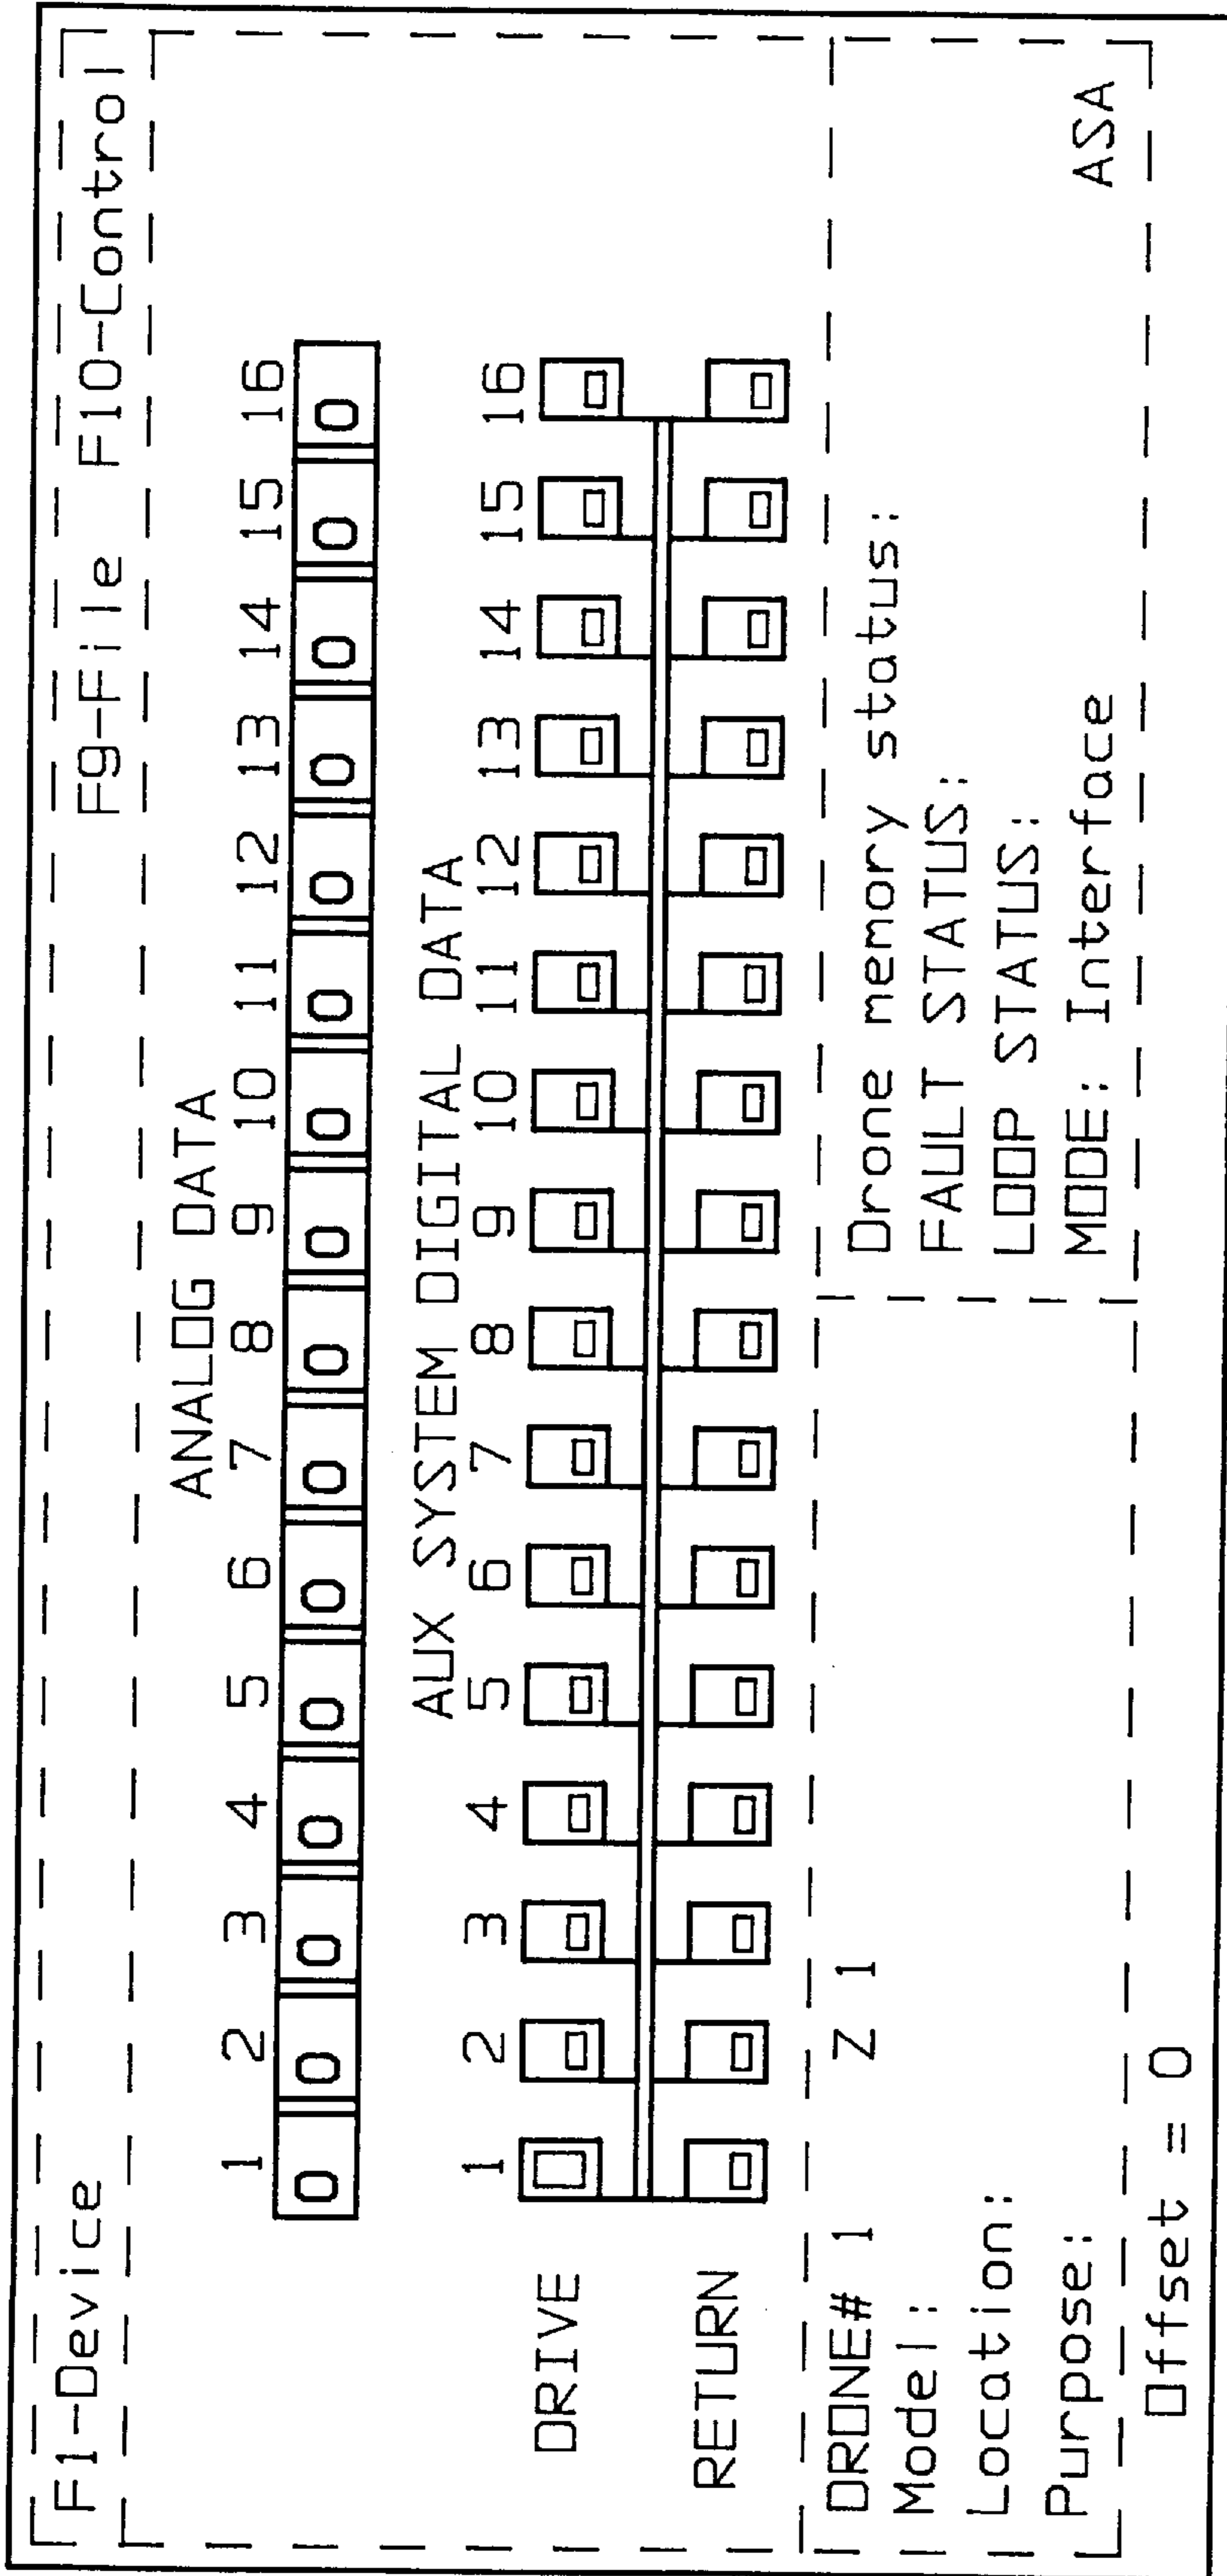 F1-Device F9-File F10-Control
ANALOG DATA
1 2 3 4 5 6 7 8 9 10 11 12 13 14 15 16
0 0 0 0 0 0 0 0 0 0 0 0 0 0 0 0
AUX SYSTEM DIGITAL DATA
1 2 3 4 5 6 7 8 9 10 11 12 13 14 15 16
DRIVE
RETURN
DRONE# 1 Z 1
Model:
Location:
Purpose:
Drone memory status:
FAULT STATUS:
LOOP STATUS:
MODE: Interface
ASA
Offset = 0